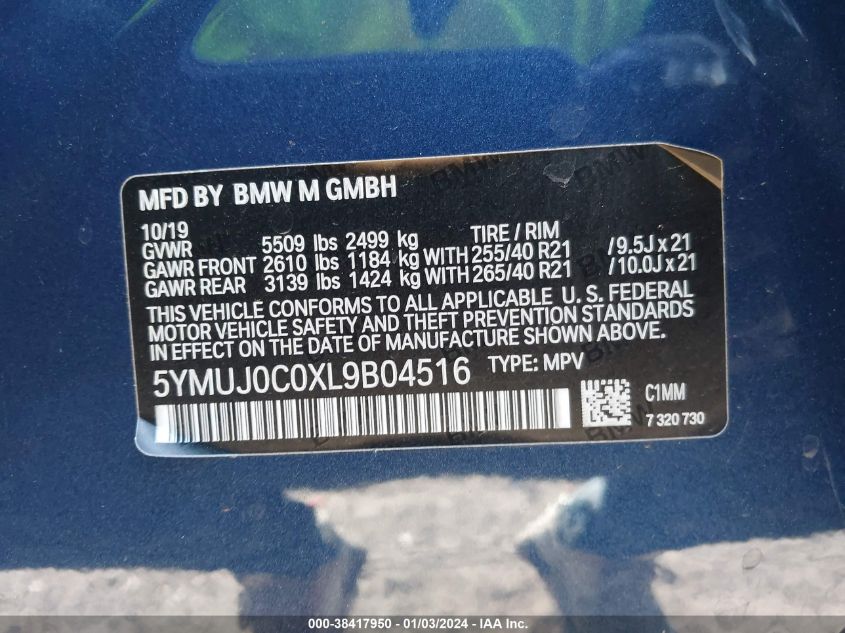 MFD BY BMW M GMBH
10/19
GVWR 5509 lbs 2499 kg TIRE / RIM
GAWR FRONT 2610 lbs 1184 kg WITH 255/40 R21 / 9.5J x 21
GAWR REAR 3139 lbs 1424 kg WITH 265/40 R21 / 10.0J x 21
THIS VEHICLE CONFORMS TO ALL APPLICABLE U. S. FEDERAL
MOTOR VEHICLE SAFETY AND THEFT PREVENTION STANDARDS
IN EFFECT ON THE DATE OF MANUFACTURE SHOWN ABOVE.
5YMUJ0C0XL9B04516 TYPE: MPV
C1MM
7 320 730
000-38417950 - 01/03/2024 - IAA Inc.